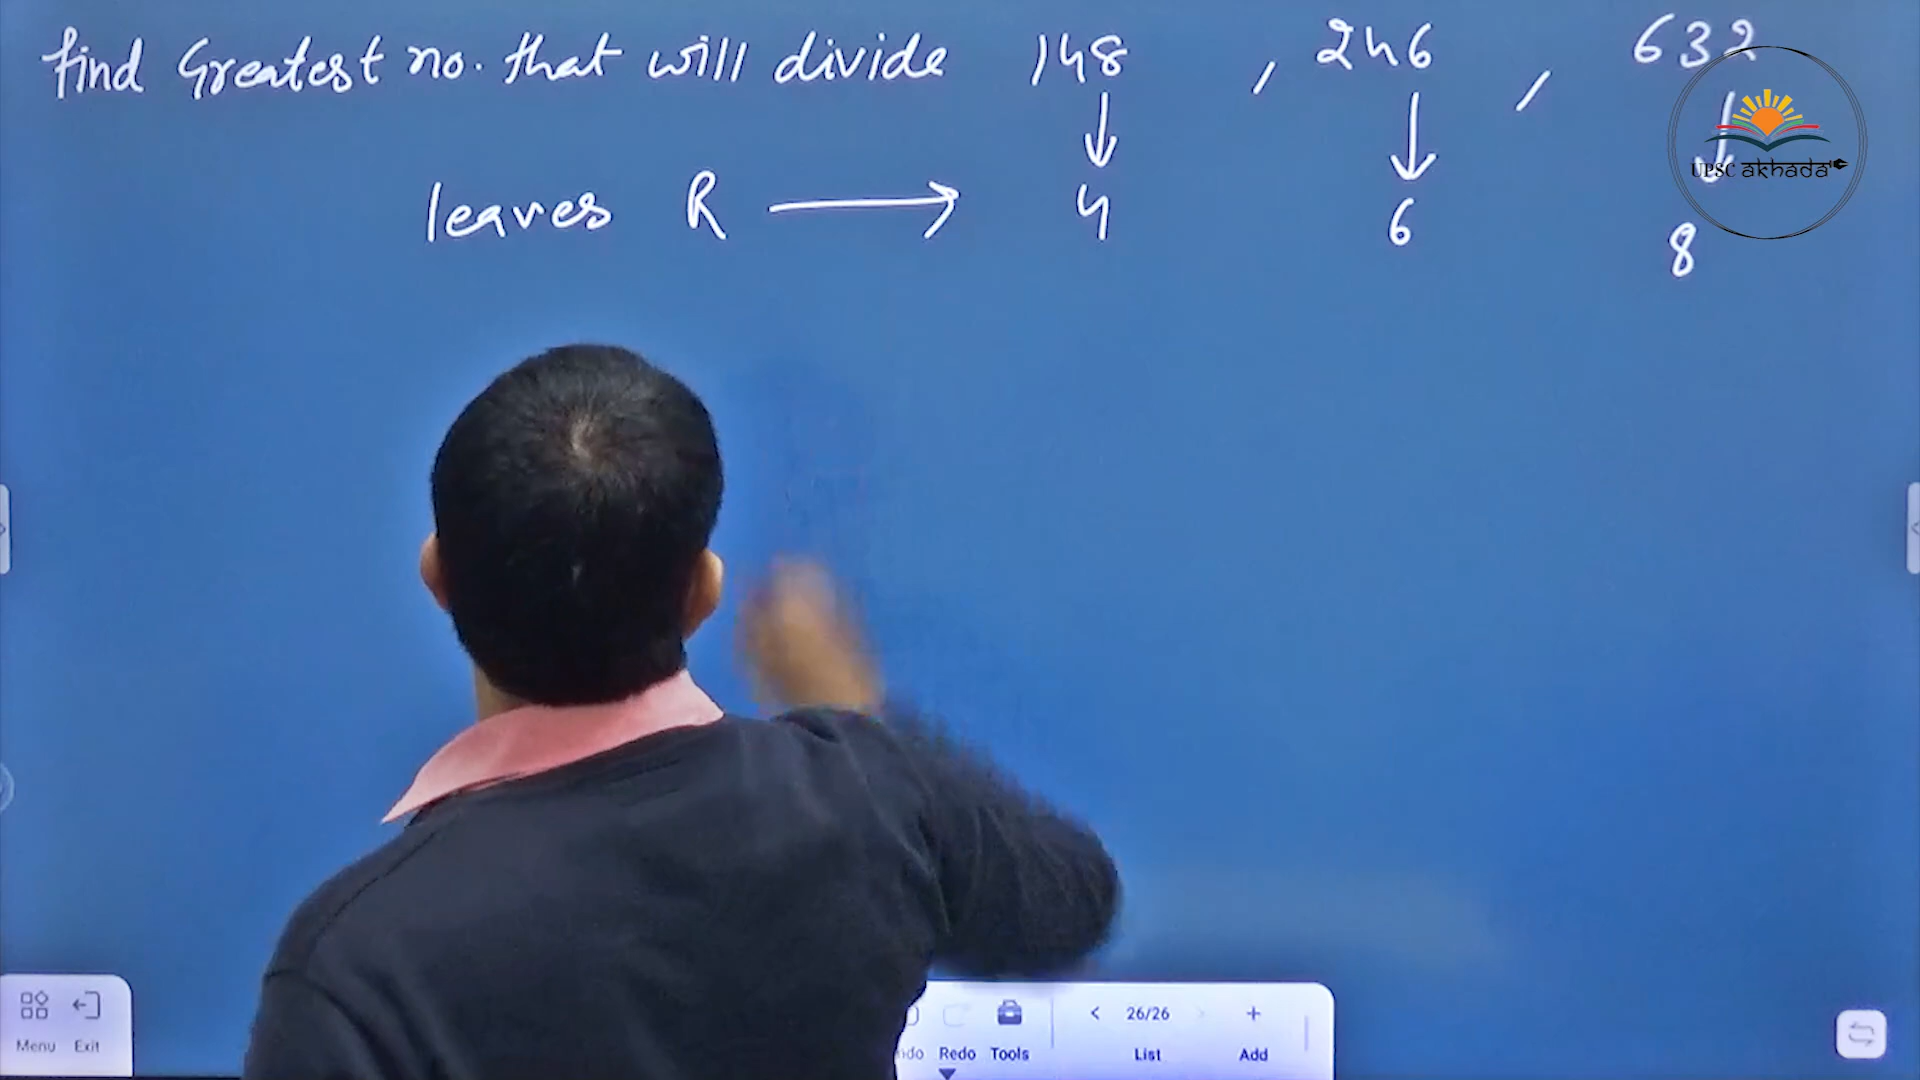 find Greatest no. that will divide 148 , 246 , 632
UPSC akhada
leaves R → 4 6 8
Menu Exit
Redo Tools
< 26/26 > +
List Add